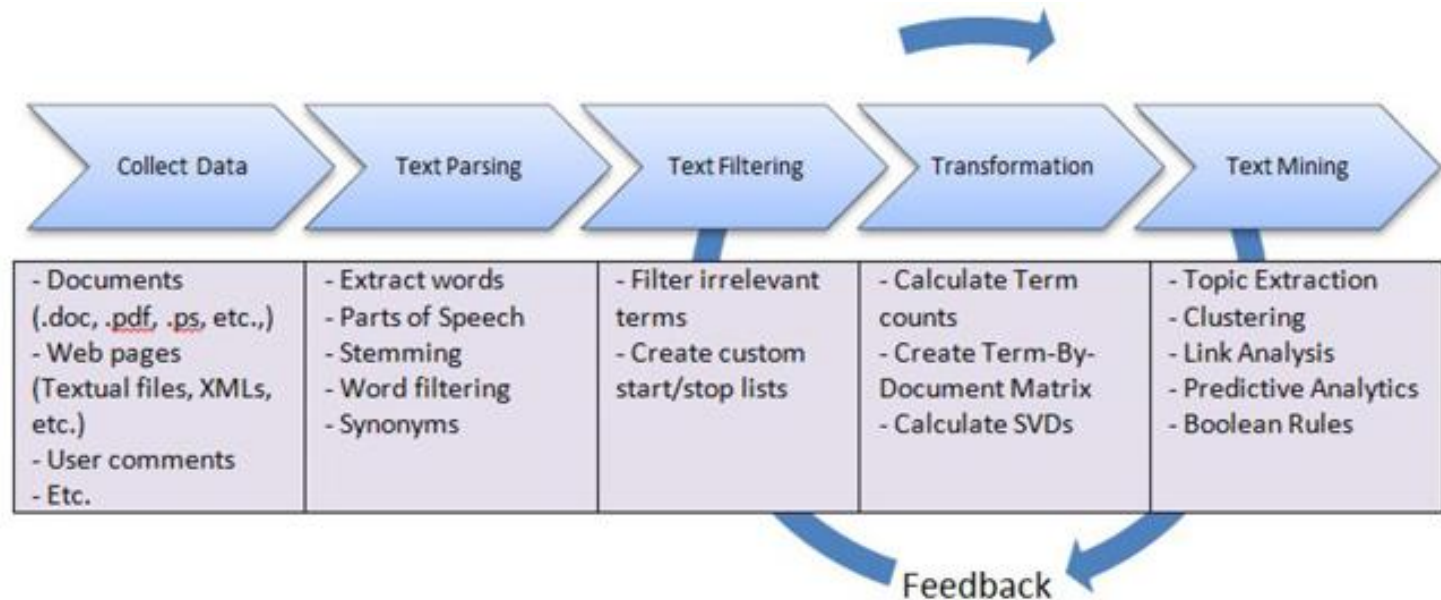 Collect Data
Text Parsing
Text Filtering
Transformation
Text Mining
- Documents
(.doc, .pdf, .ps, etc.,)
- Web pages
(Textual files, XMLs,
etc.)
- User comments
- Etc.
- Extract words
- Parts of Speech
- Stemming
- Word filtering
- Synonyms
- Filter irrelevant
terms
- Create custom
start/stop lists
- Calculate Term
counts
- Create Term-By-
Document Matrix
- Calculate SVDs
- Topic Extraction
- Clustering
- Link Analysis
- Predictive Analytics
- Boolean Rules
Feedback